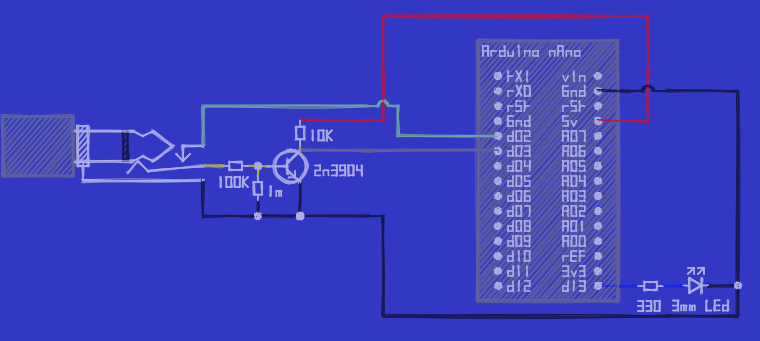 Arduino nAno
rX1 vin
rX0 Gnd
rSt rSt
Gnd 5v
d02 A07
d03 A06
d04 A05
d05 A04
d06 A03
d07 A02
d08 A01
d09 A00
d10 rEF
d11 3v3
d12 d13
10K
2n3904
100K
1m
330 3mm LEd